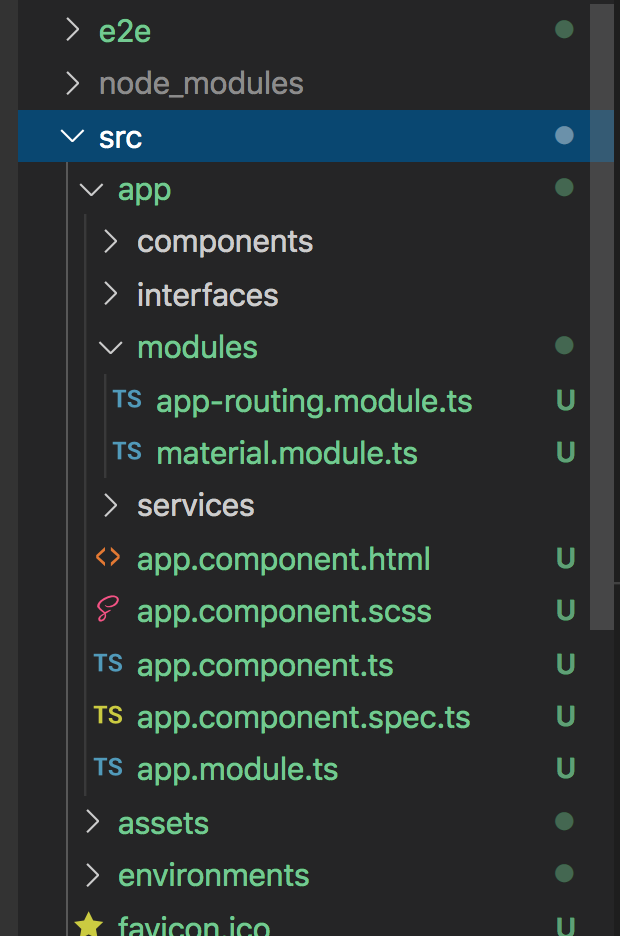 e2e
node_modules
src
app
components
interfaces
modules
TS app-routing.module.ts U
TS material.module.ts U
services
<> app.component.html U
app.component.scss U
TS app.component.ts U
TS app.component.spec.ts U
TS app.module.ts U
assets
environments
favicon.ico U